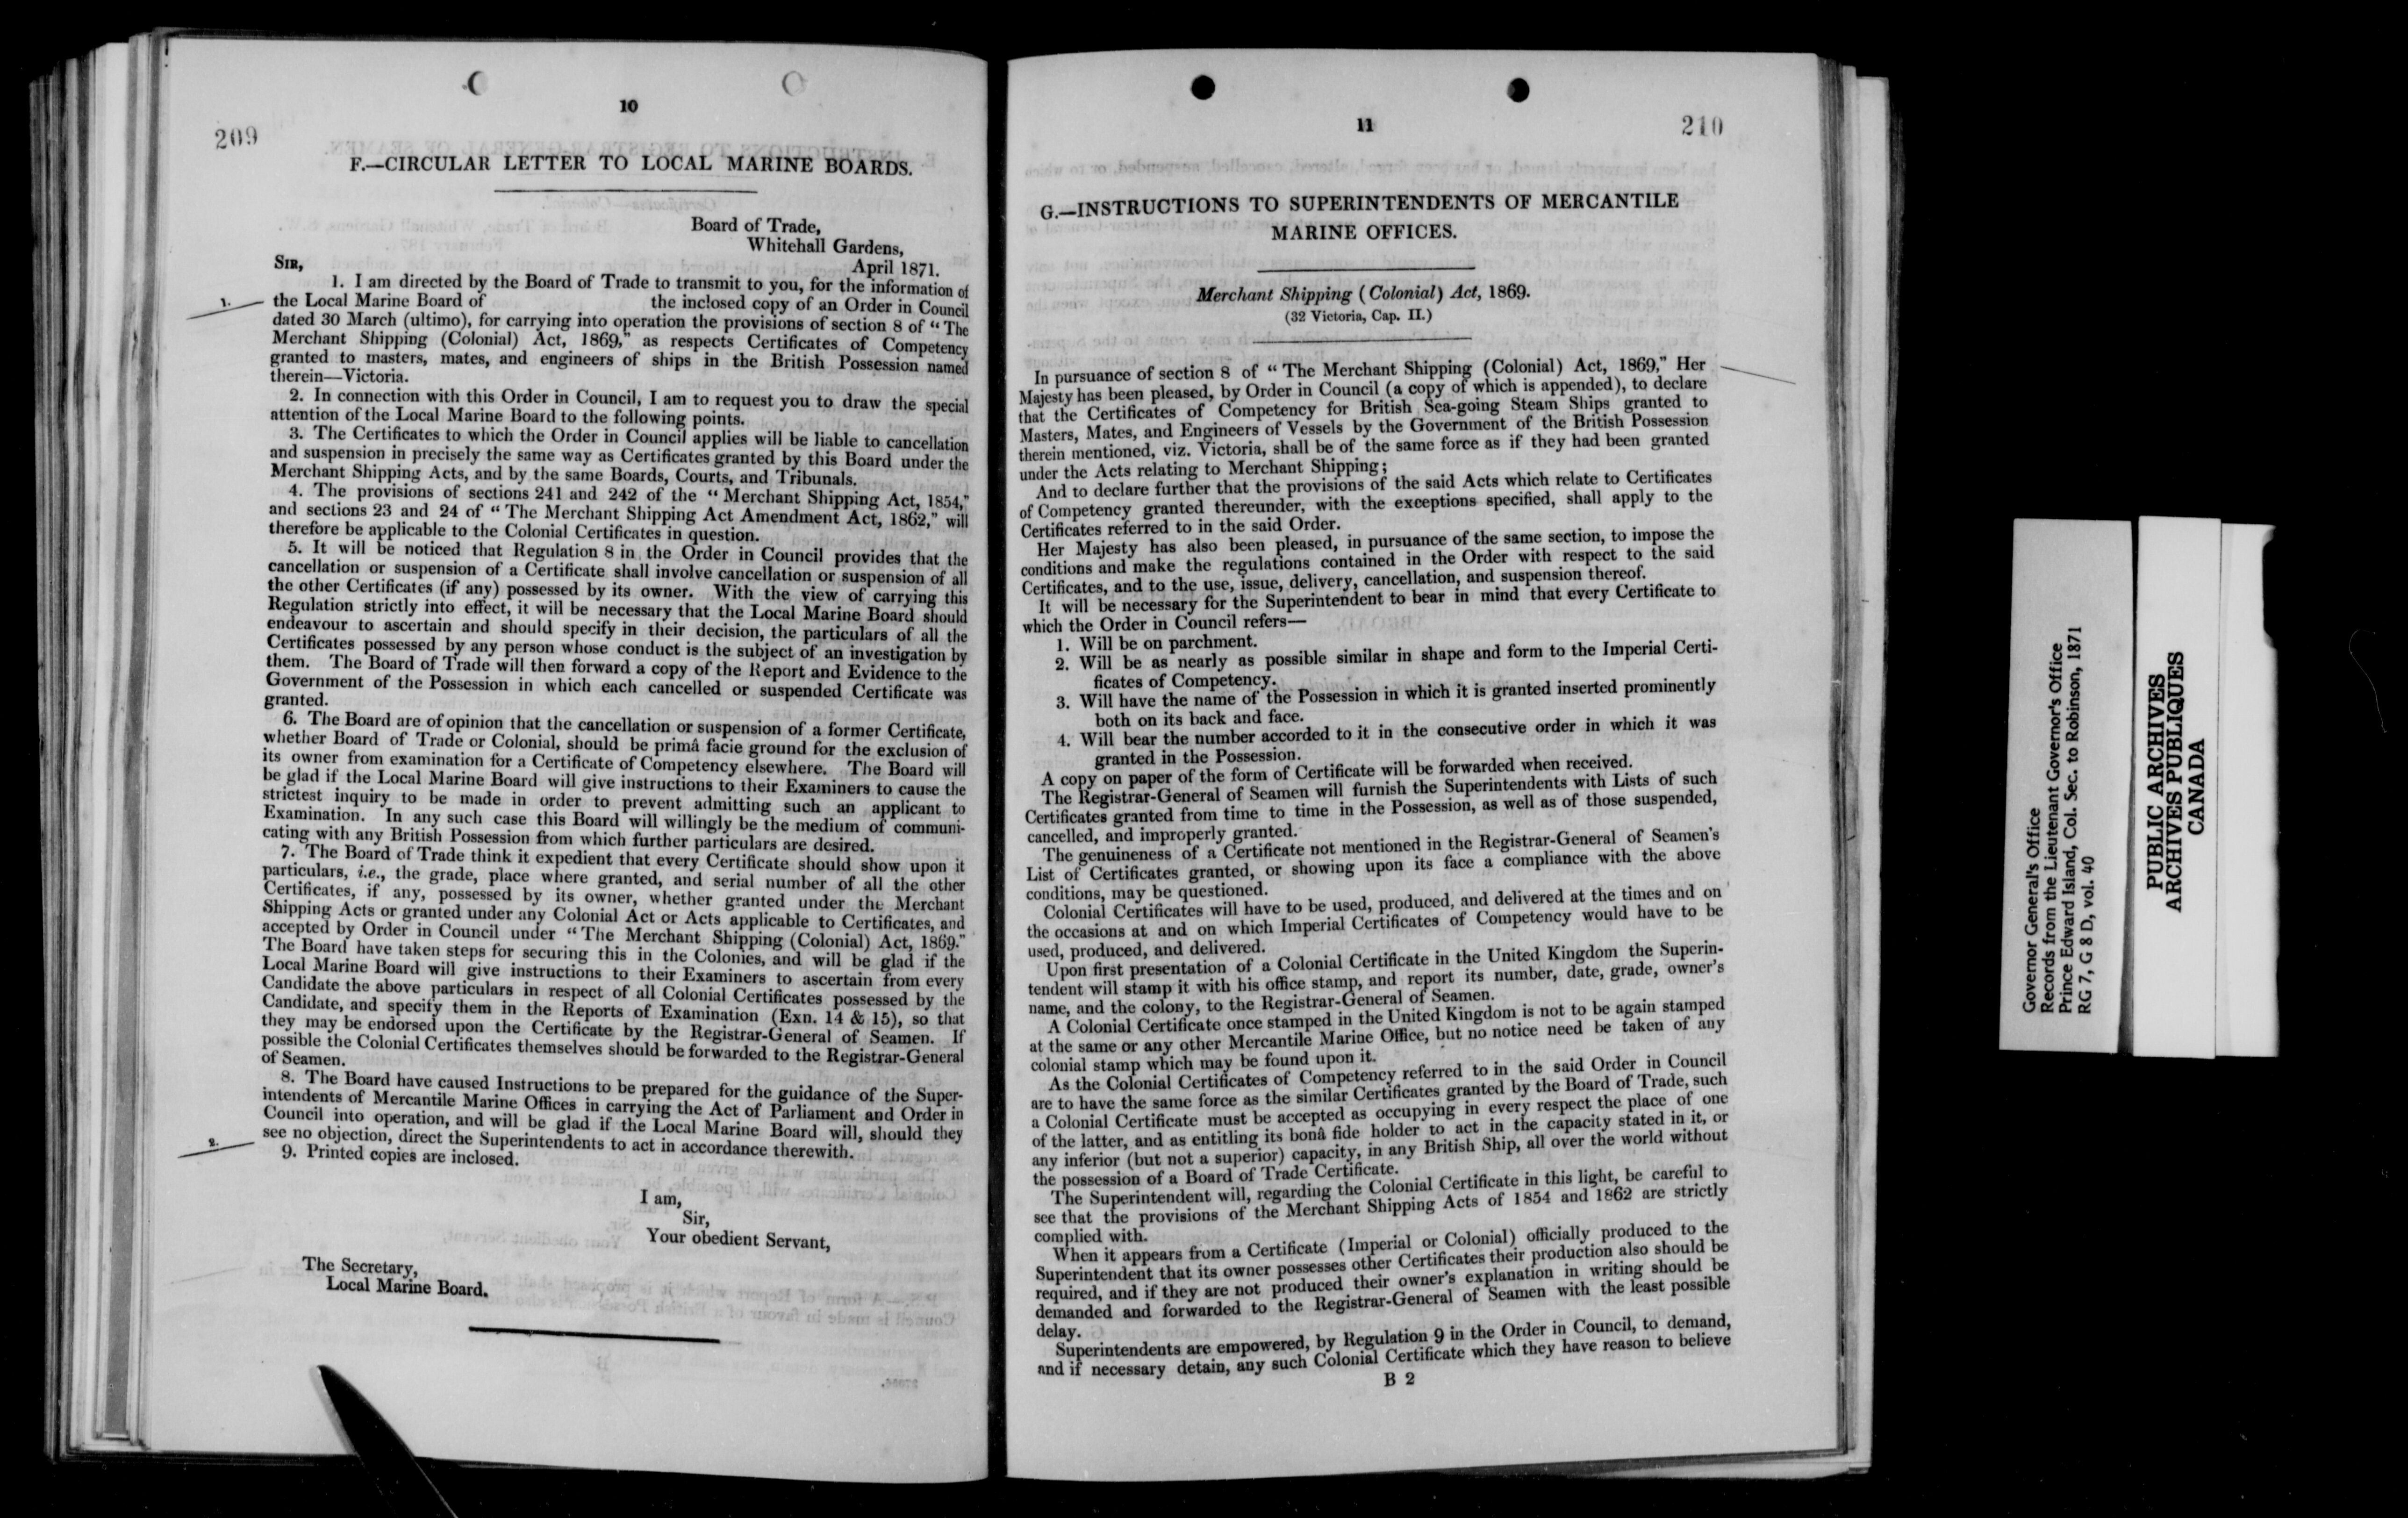 10
209
F.—CIRCULAR LETTER TO LOCAL MARINE BOARDS.
Board of Trade,
Whitehall Gardens,
April 1871.
SIR,
1. I am directed by the Board of Trade to transmit to you, for the information of
1.
the Local Marine Board of the inclosed copy of an Order in Council
dated 30 March (ultimo), for carrying into operation the provisions of section 8 of “ The
Merchant Shipping (Colonial) Act, 1869,” as respects Certificates of Competency
granted to masters, mates, and engineers of ships in the British Possession named
therein—Victoria.
2. In connection with this Order in Council, I am to request you to draw the special
attention of the Local Marine Board to the following points.
3. The Certificates to which the Order in Council applies will be liable to cancellation
and suspension in precisely the same way as Certificates granted by this Board under the
Merchant Shipping Acts, and by the same Boards, Courts, and Tribunals.
4. The provisions of sections 241 and 242 of the “ Merchant Shipping Act, 1854,”
and sections 23 and 24 of “ The Merchant Shipping Act Amendment Act, 1862,” will
therefore be applicable to the Colonial Certificates in question.
5. It will be noticed that Regulation 8 in the Order in Council provides that the
cancellation or suspension of a Certificate shall involve cancellation or suspension of all
the other Certificates (if any) possessed by its owner. With the view of carrying this
Regulation strictly into effect, it will be necessary that the Local Marine Board should
endeavour to ascertain and should specify in their decision, the particulars of all the
Certificates possessed by any person whose conduct is the subject of an investigation by
them. The Board of Trade will then forward a copy of the Report and Evidence to the
Government of the Possession in which each cancelled or suspended Certificate was
granted.
6. The Board are of opinion that the cancellation or suspension of a former Certificate,
whether Board of Trade or Colonial, should be primâ facie ground for the exclusion of
its owner from examination for a Certificate of Competency elsewhere. The Board will
be glad if the Local Marine Board will give instructions to their Examiners to cause the
strictest inquiry to be made in order to prevent admitting such an applicant to
Examination. In any such case this Board will willingly be the medium of communi-
cating with any British Possession from which further particulars are desired.
7. The Board of Trade think it expedient that every Certificate should show upon it
particulars, i.e., the grade, place where granted, and serial number of all the other
Certificates, if any, possessed by its owner, whether granted under the Merchant
Shipping Acts or granted under any Colonial Act or Acts applicable to Certificates, and
accepted by Order in Council under “ The Merchant Shipping (Colonial) Act, 1869.”
The Board have taken steps for securing this in the Colonies, and will be glad if the
Local Marine Board will give instructions to their Examiners to ascertain from every
Candidate the above particulars in respect of all Colonial Certificates possessed by the
Candidate, and specify them in the Reports of Examination (Exn. 14 & 15), so that
they may be endorsed upon the Certificate by the Registrar-General of Seamen. If
possible the Colonial Certificates themselves should be forwarded to the Registrar-General
of Seamen.
8. The Board have caused Instructions to be prepared for the guidance of the Super-
intendents of Mercantile Marine Offices in carrying the Act of Parliament and Order in
Council into operation, and will be glad if the Local Marine Board will, should they
see no objection, direct the Superintendents to act in accordance therewith.
2.
9. Printed copies are inclosed.
I am,
Sir,
Your obedient Servant,
The Secretary,
Local Marine Board.
11
210
G.—INSTRUCTIONS TO SUPERINTENDENTS OF MERCANTILE
MARINE OFFICES.
Merchant Shipping (Colonial) Act, 1869.
(32 Victoria, Cap. II.)
In pursuance of section 8 of “ The Merchant Shipping (Colonial) Act, 1869,” Her
Majesty has been pleased, by Order in Council (a copy of which is appended), to declare
that the Certificates of Competency for British Sea-going Steam Ships granted to
Masters, Mates, and Engineers of Vessels by the Government of the British Possession
therein mentioned, viz. Victoria, shall be of the same force as if they had been granted
under the Acts relating to Merchant Shipping;
And to declare further that the provisions of the said Acts which relate to Certificates
of Competency granted thereunder, with the exceptions specified, shall apply to the
Certificates referred to in the said Order.
Her Majesty has also been pleased, in pursuance of the same section, to impose the
conditions and make the regulations contained in the Order with respect to the said
Certificates, and to the use, issue, delivery, cancellation, and suspension thereof.
It will be necessary for the Superintendent to bear in mind that every Certificate to
which the Order in Council refers—
1. Will be on parchment.
2. Will be as nearly as possible similar in shape and form to the Imperial Certi-
ficates of Competency.
3. Will have the name of the Possession in which it is granted inserted prominently
both on its back and face.
4. Will bear the number accorded to it in the consecutive order in which it was
granted in the Possession.
A copy on paper of the form of Certificate will be forwarded when received.
The Registrar-General of Seamen will furnish the Superintendents with Lists of such
Certificates granted from time to time in the Possession, as well as of those suspended,
cancelled, and improperly granted.
The genuineness of a Certificate not mentioned in the Registrar-General of Seamen's
List of Certificates granted, or showing upon its face a compliance with the above
conditions, may be questioned.
Colonial Certificates will have to be used, produced, and delivered at the times and on
the occasions at and on which Imperial Certificates of Competency would have to be
used, produced, and delivered.
Upon first presentation of a Colonial Certificate in the United Kingdom the Superin-
tendent will stamp it with his office stamp, and report its number, date, grade, owner's
name, and the colony, to the Registrar-General of Seamen.
A Colonial Certificate once stamped in the United Kingdom is not to be again stamped
at the same or any other Mercantile Marine Office, but no notice need be taken of any
colonial stamp which may be found upon it.
As the Colonial Certificates of Competency referred to in the said Order in Council
are to have the same force as the similar Certificates granted by the Board of Trade, such
a Colonial Certificate must be accepted as occupying in every respect the place of one
of the latter, and as entitling its bonâ fide holder to act in the capacity stated in it, or
any inferior (but not a superior) capacity, in any British Ship, all over the world without
the possession of a Board of Trade Certificate.
The Superintendent will, regarding the Colonial Certificate in this light, be careful to
see that the provisions of the Merchant Shipping Acts of 1854 and 1862 are strictly
complied with.
When it appears from a Certificate (Imperial or Colonial) officially produced to the
Superintendent that its owner possesses other Certificates their production also should be
required, and if they are not produced their owner's explanation in writing should be
demanded and forwarded to the Registrar-General of Seamen with the least possible
delay.
Superintendents are empowered, by Regulation 9 in the Order in Council, to demand,
and if necessary detain, any such Colonial Certificate which they have reason to believe
B 2
Governor General's Office
Records from the Lieutenant Governor's Office
Prince Edward Island, Col. Sec. to Robinson, 1871
RG 7, G 8 D, vol. 40
PUBLIC ARCHIVES
ARCHIVES PUBLIQUES
CANADA